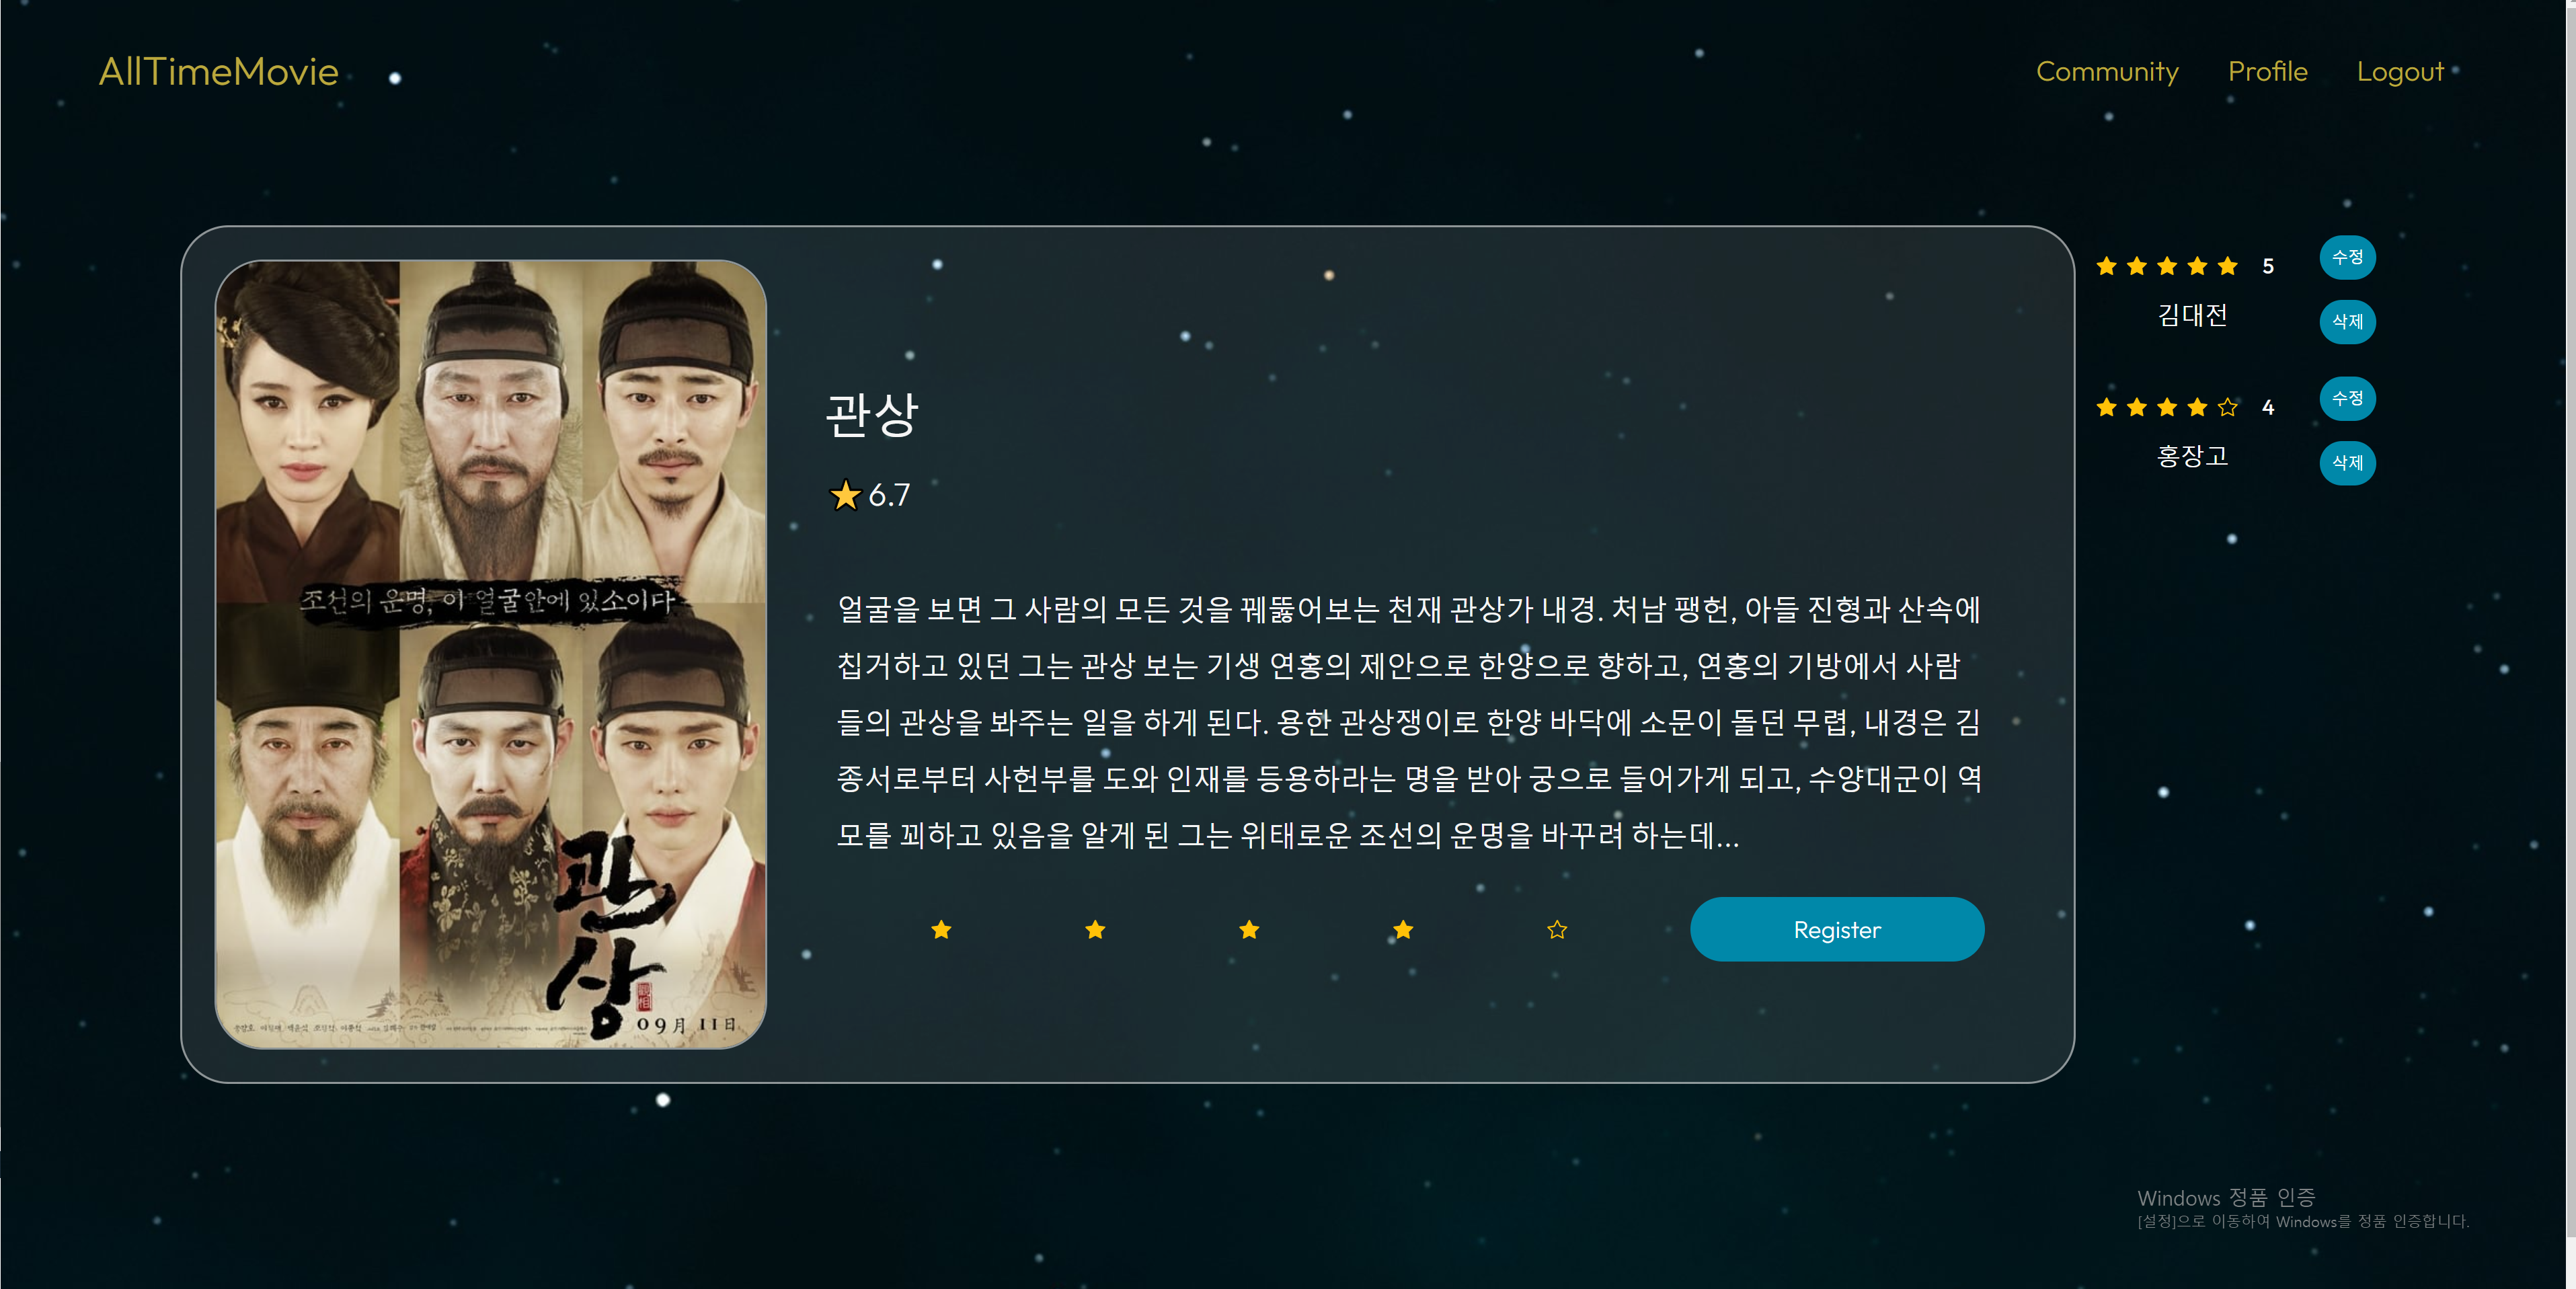 AllTimeMovie
Community Profile Logout
조선의 운명, 이 얼굴안에 있소이다
관상
09月 11日
관상
6.7
얼굴을 보면 그 사람의 모든 것을 꿰뚫어보는 천재 관상가 내경. 처남 팽헌, 아들 진형과 산속에
칩거하고 있던 그는 관상 보는 기생 연홍의 제안으로 한양으로 향하고, 연홍의 기방에서 사람
들의 관상을 봐주는 일을 하게 된다. 용한 관상쟁이로 한양 바닥에 소문이 돌던 무렵, 내경은 김
종서로부터 사헌부를 도와 인재를 등용하라는 명을 받아 궁으로 들어가게 되고, 수양대군이 역
모를 꾀하고 있음을 알게 된 그는 위태로운 조선의 운명을 바꾸려 하는데...
Register
5
수정
김대전
삭제
4
수정
홍장고
삭제
Windows 정품 인증
[설정]으로 이동하여 Windows를 정품 인증합니다.